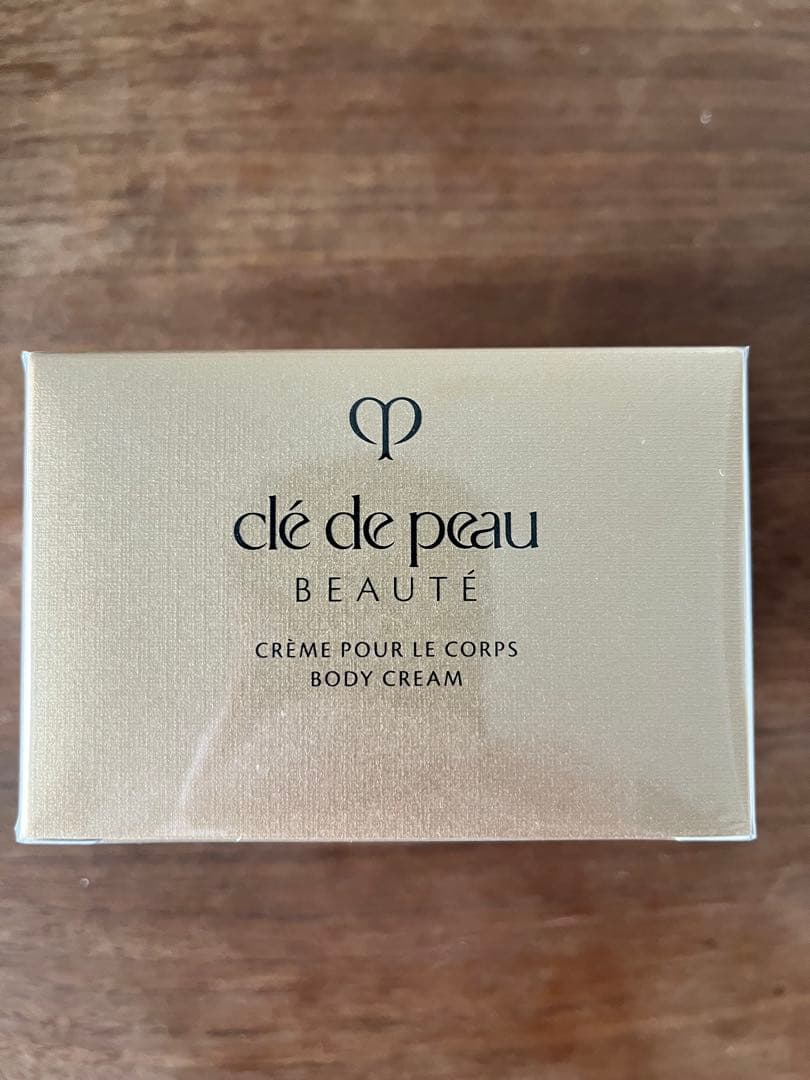 clé de peau
BEAUTÉ
CRÈME POUR LE CORPS
BODY CREAM